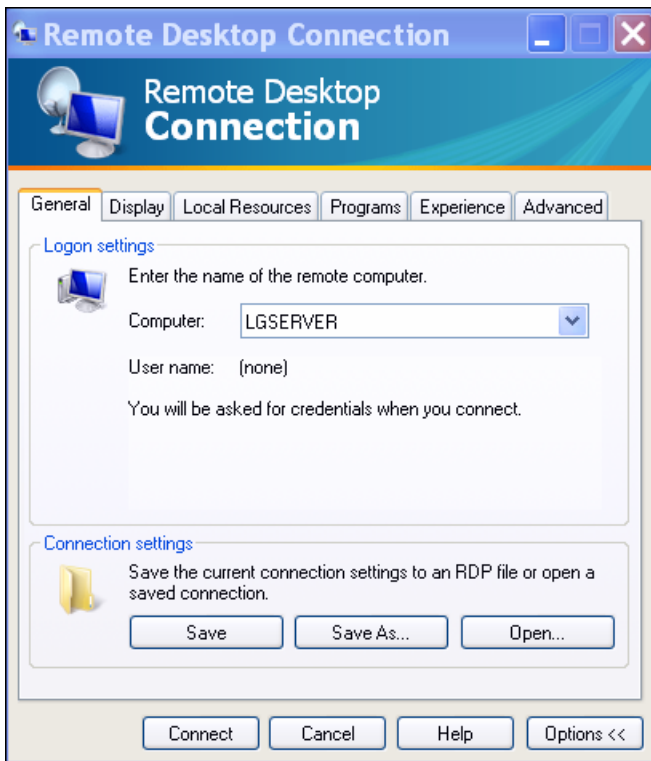 Remote Desktop Connection
Remote Desktop
Connection
General Display Local Resources Programs Experience Advanced
Logon settings
Enter the name of the remote computer.
Computer: LGSERVER
User name: (none)
You will be asked for credentials when you connect.
Connection settings
Save the current connection settings to an RDP file or open a
saved connection.
Save Save As... Open...
Connect Cancel Help Options <<